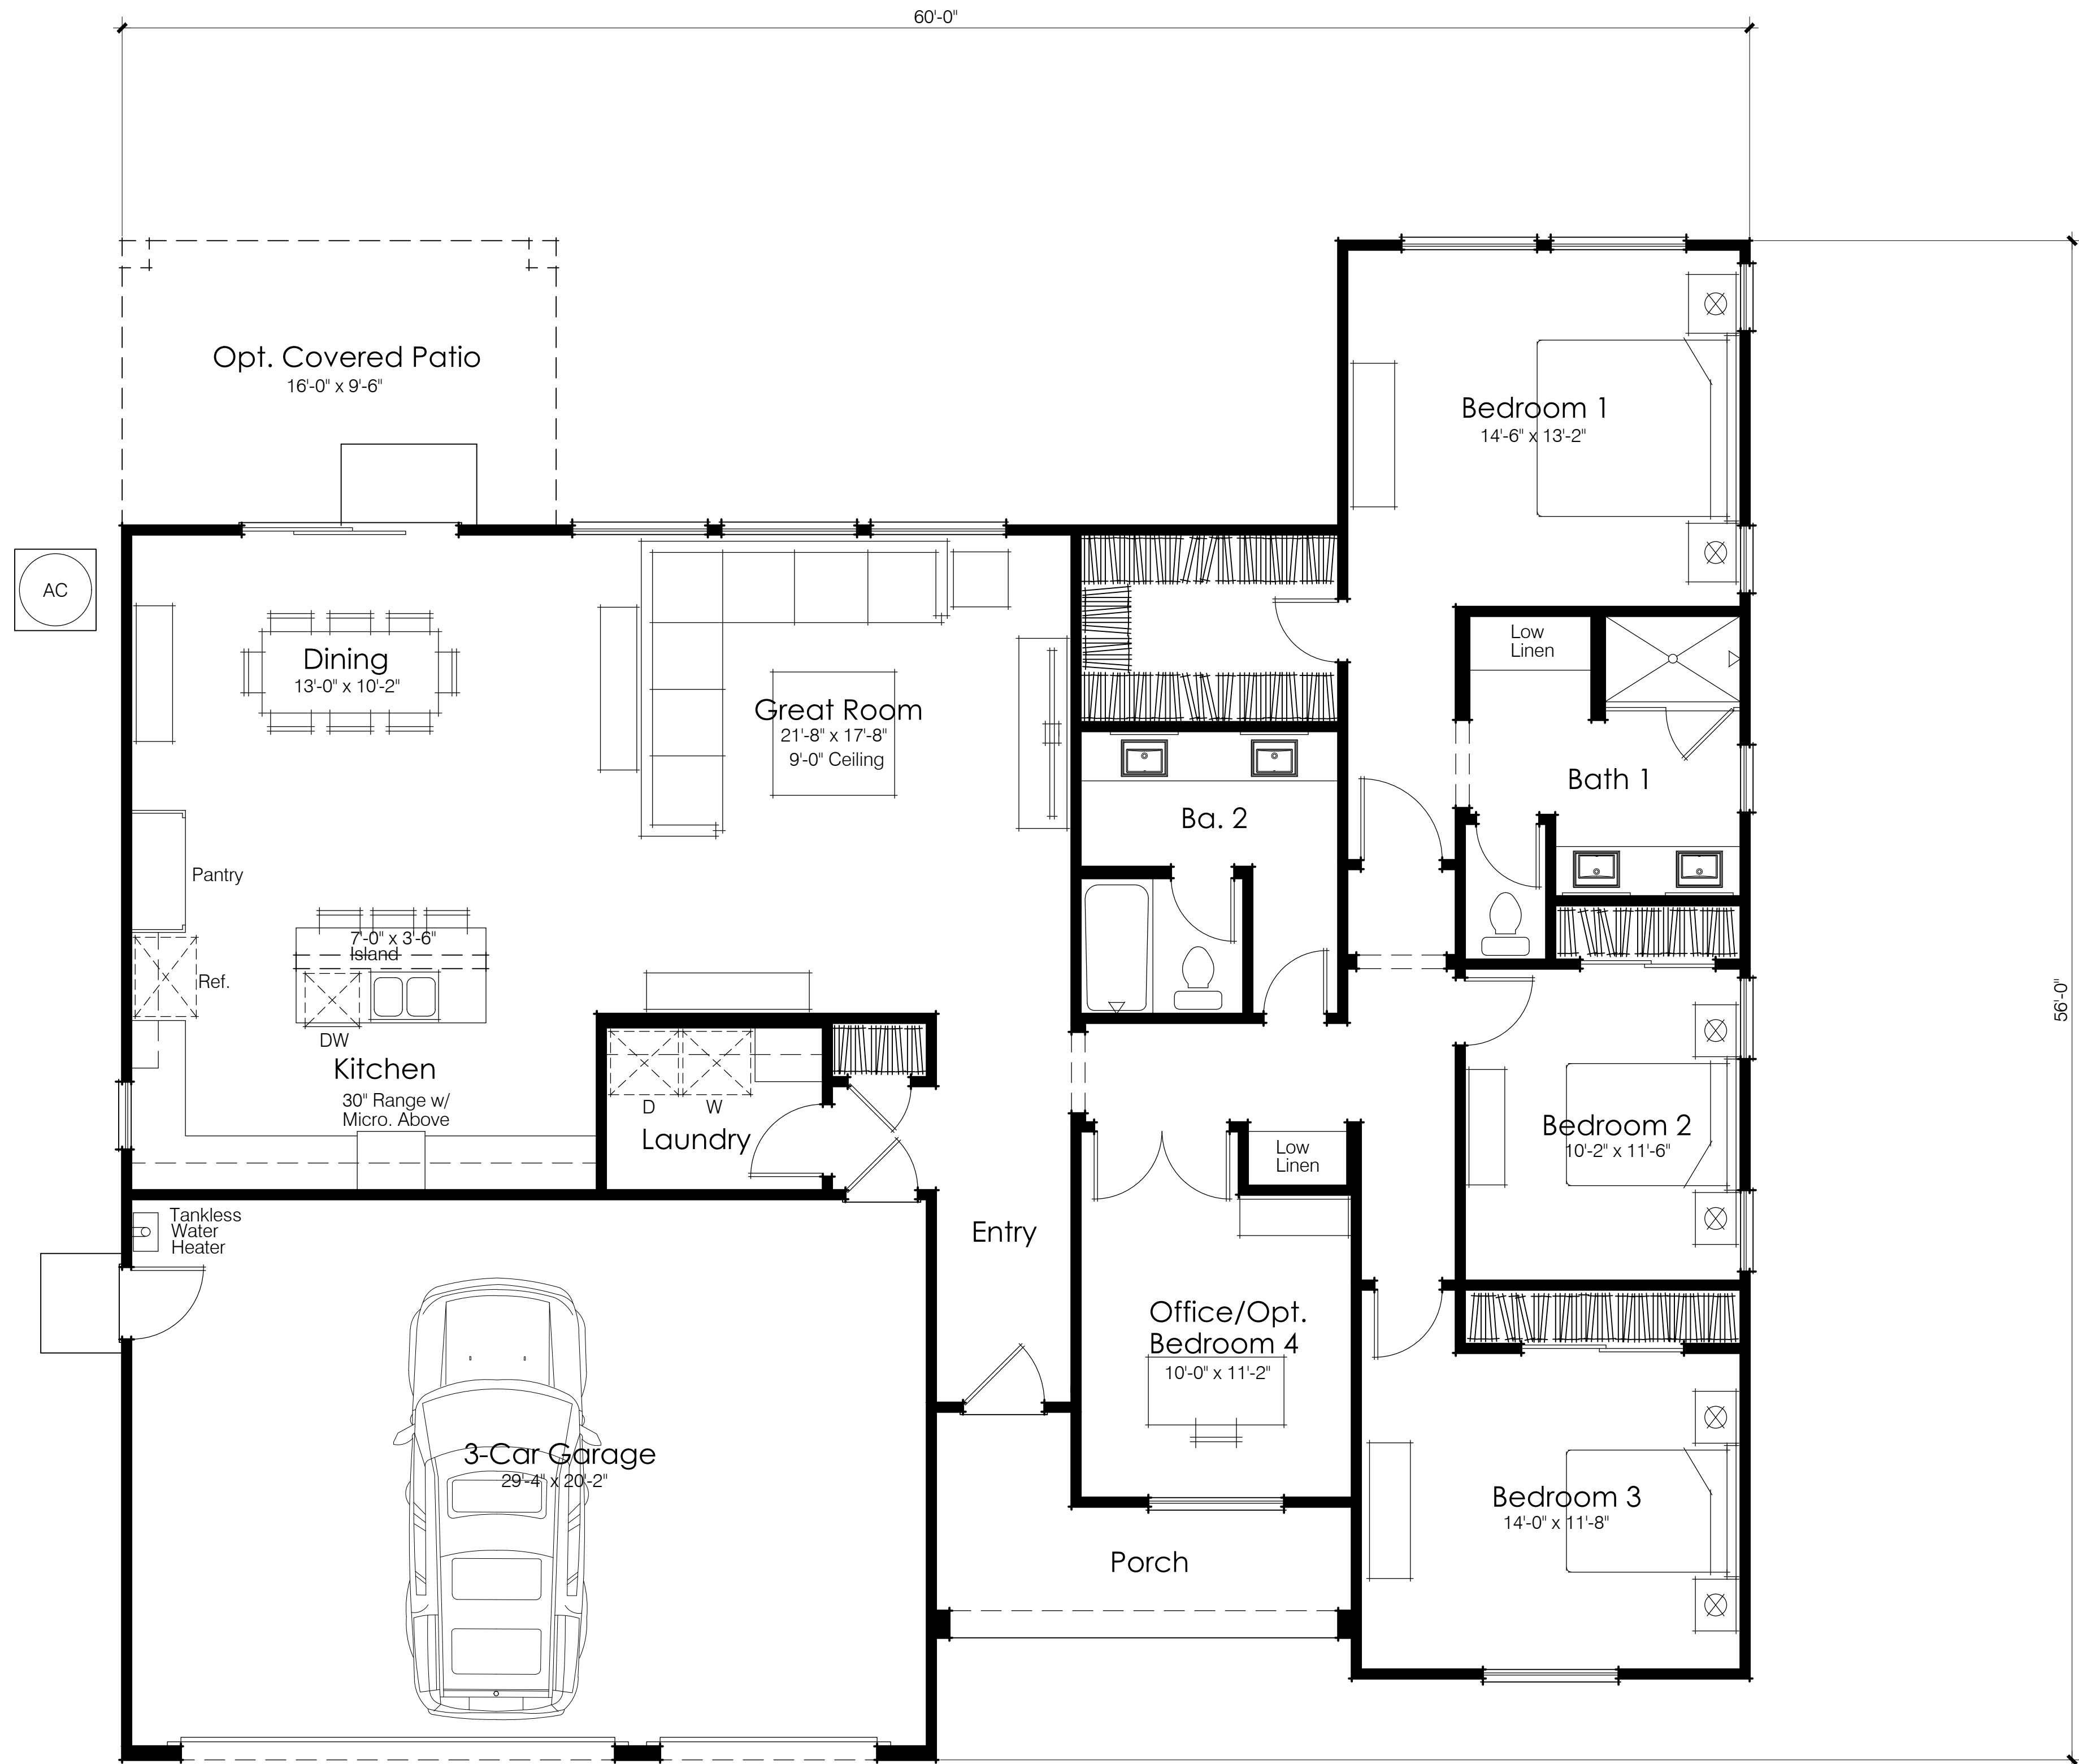 60'-0"
Opt. Covered Patio
16'-0" x 9'-6"
Bedroom 1
14'-6" x 13'-2"
AC
Dining
13'-0" x 10'-2"
Great Room
21'-8" x 17'-8"
9'-0" Ceiling
Low
Linen
Bath 1
Ba. 2
Pantry
Ref.
7'-0" x 3'-6"
Island
DW
Kitchen
30" Range w/
Micro. Above
D
W
Laundry
56'-0"
Low
Linen
Bedroom 2
10'-2" x 11'-6"
Tankless
Water
Heater
Entry
Office/Opt.
Bedroom 4
10'-0" x 11'-2"
3-Car Garage
29'-4" x 20'-2"
Bedroom 3
14'-0" x 11'-8"
Porch